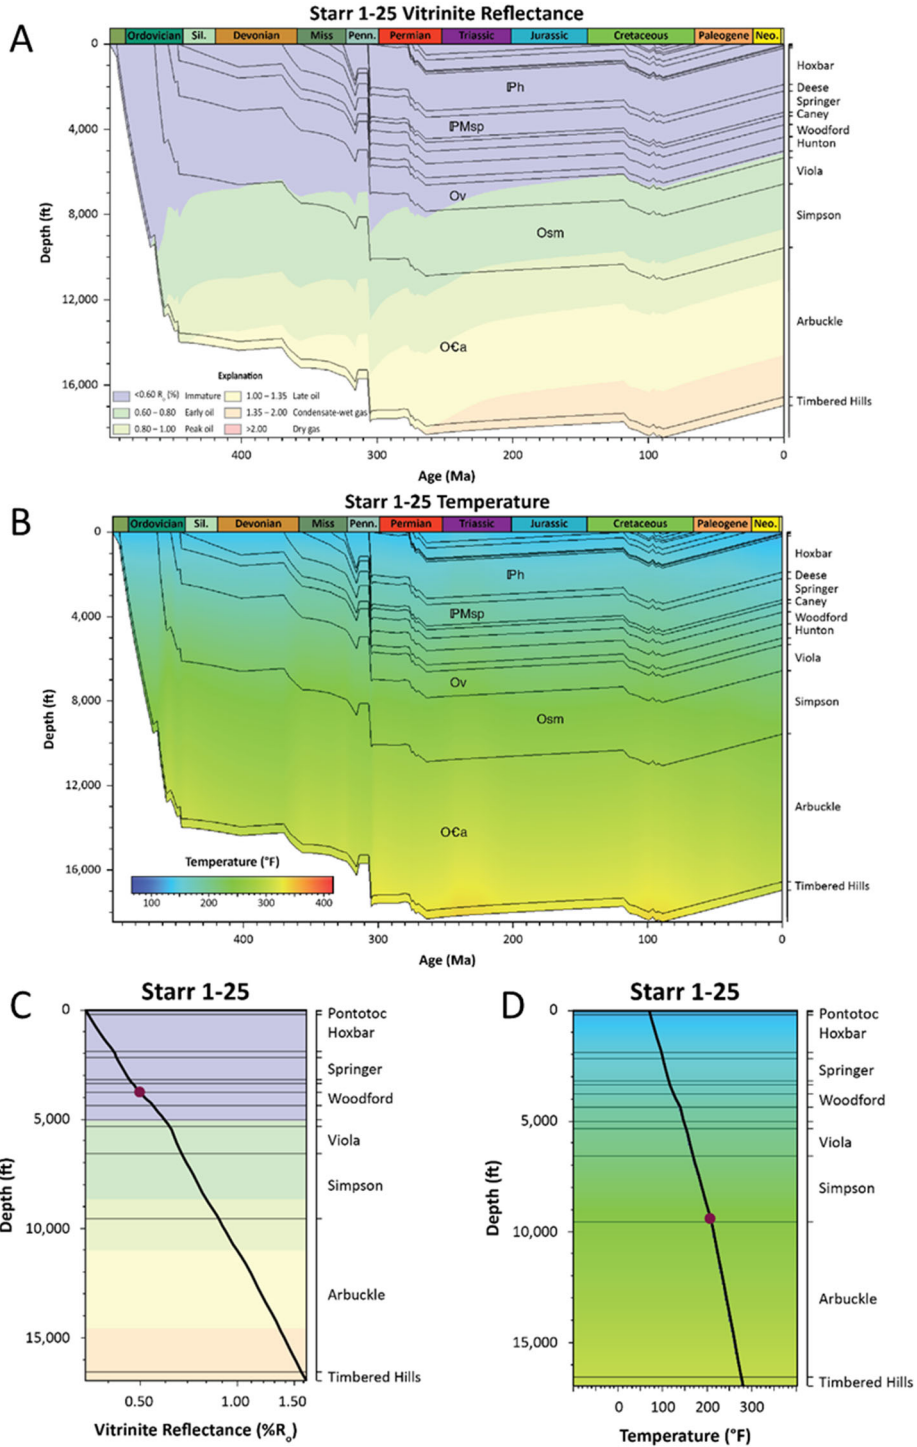 Starr 1-25 Vitrinite Reflectance
A
Ordovician Sil. Devonian Miss Penn. Permian Triassic Jurassic Cretaceous Paleogene Neo.
0
4,000
8,000
12,000
16,000
Depth (ft)
ℙh
ℙMsp
Ov
Osm
O€a
Hoxbar
Deese
Springer
Caney
Woodford
Hunton
Viola
Simpson
Arbuckle
Timbered Hills
Explanation
<0.60 Ro (%) Immature 1.00 – 1.35 Late oil
0.60 – 0.80 Early oil 1.35 – 2.00 Condensate-wet gas
0.80 – 1.00 Peak oil >2.00 Dry gas
400 300 200 100 0
Age (Ma)
Starr 1-25 Temperature
B
Ordovician Sil. Devonian Miss Penn. Permian Triassic Jurassic Cretaceous Paleogene Neo.
0
4,000
8,000
12,000
16,000
Depth (ft)
ℙh
ℙMsp
Ov
Osm
O€a
Hoxbar
Deese
Springer
Caney
Woodford
Hunton
Viola
Simpson
Arbuckle
Timbered Hills
Temperature (°F)
100 200 300 400
400 300 200 100 0
Age (Ma)
C
Starr 1-25
0
5,000
10,000
15,000
Depth (ft)
Pontotoc
Hoxbar
Springer
Woodford
Viola
Simpson
Arbuckle
Timbered Hills
0.50 1.00 1.50
Vitrinite Reflectance (%Ro)
D
Starr 1-25
0
5,000
10,000
15,000
Depth (ft)
Pontotoc
Hoxbar
Springer
Woodford
Viola
Simpson
Arbuckle
Timbered Hills
0 100 200 300
Temperature (°F)